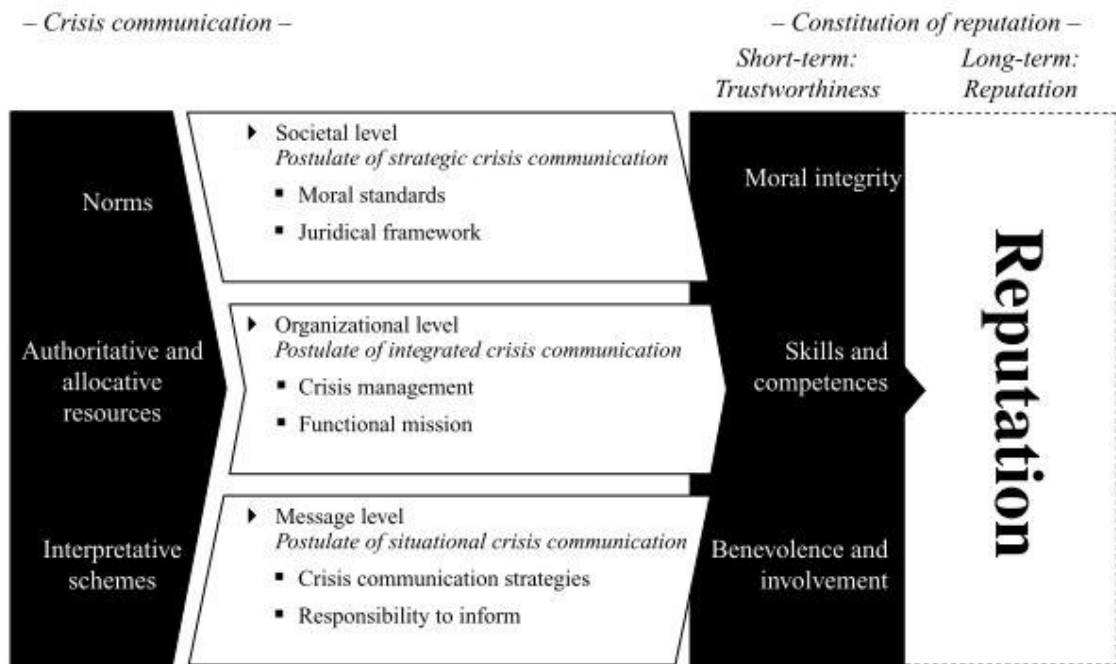 – Crisis communication –
– Constitution of reputation –
Short-term:
Trustworthiness
Long-term:
Reputation
Norms
Societal level
Postulate of strategic crisis communication
Moral standards
Juridical framework
Moral integrity
Authoritative and
allocative
resources
Organizational level
Postulate of integrated crisis communication
Crisis management
Functional mission
Skills and
competences
Interpretative
schemes
Message level
Postulate of situational crisis communication
Crisis communication strategies
Responsibility to inform
Benevolence and
involvement
Reputation